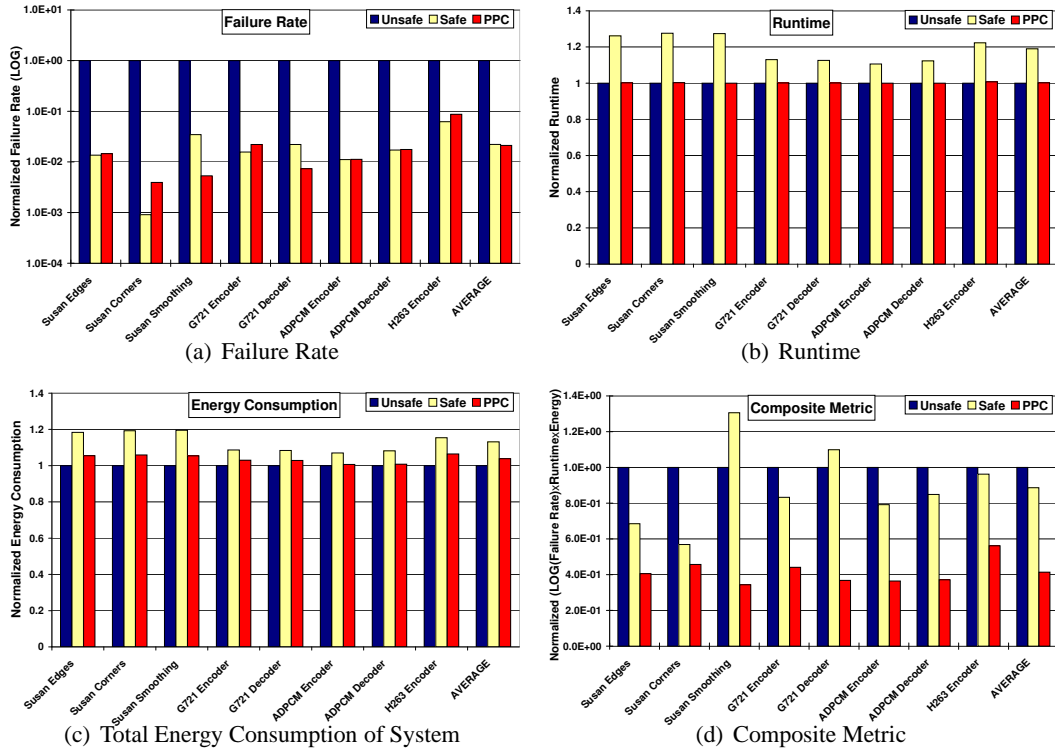 Failure Rate
Unsafe Safe PPC
Normalized Failure Rate (LOG)
1.0E+01
1.0E+00
1.0E-01
1.0E-02
1.0E-03
1.0E-04
Susan Edges
Susan Corners
Susan Smoothing
G721 Encoder
G721 Decoder
ADPCM Encoder
ADPCM Decoder
H263 Encoder
AVERAGE
(a) Failure Rate
Runtime
Unsafe Safe PPC
Normalized Runtime
1.4
1.2
1
0.8
0.6
0.4
0.2
0
Susan Edges
Susan Corners
Susan Smoothing
G721 Encoder
G721 Decoder
ADPCM Encoder
ADPCM Decoder
H263 Encoder
AVERAGE
(b) Runtime
Energy Consumption
Unsafe Safe PPC
Normalized Energy Consumption
1.4
1.2
1
0.8
0.6
0.4
0.2
0
Susan Edges
Susan Corners
Susan Smoothing
G721 Encoder
G721 Decoder
ADPCM Encoder
ADPCM Decoder
H263 Encoder
AVERAGE
(c) Total Energy Consumption of System
Composite Metric
Unsafe Safe PPC
Normalized (LOG(Failure Rate)xRuntimexEnergy)
1.4E+00
1.2E+00
1.0E+00
8.0E-01
6.0E-01
4.0E-01
2.0E-01
0.0E+00
Susan Edges
Susan Corners
Susan Smoothing
G721 Encoder
G721 Decoder
ADPCM Encoder
ADPCM Decoder
H263 Encoder
AVERAGE
(d) Composite Metric